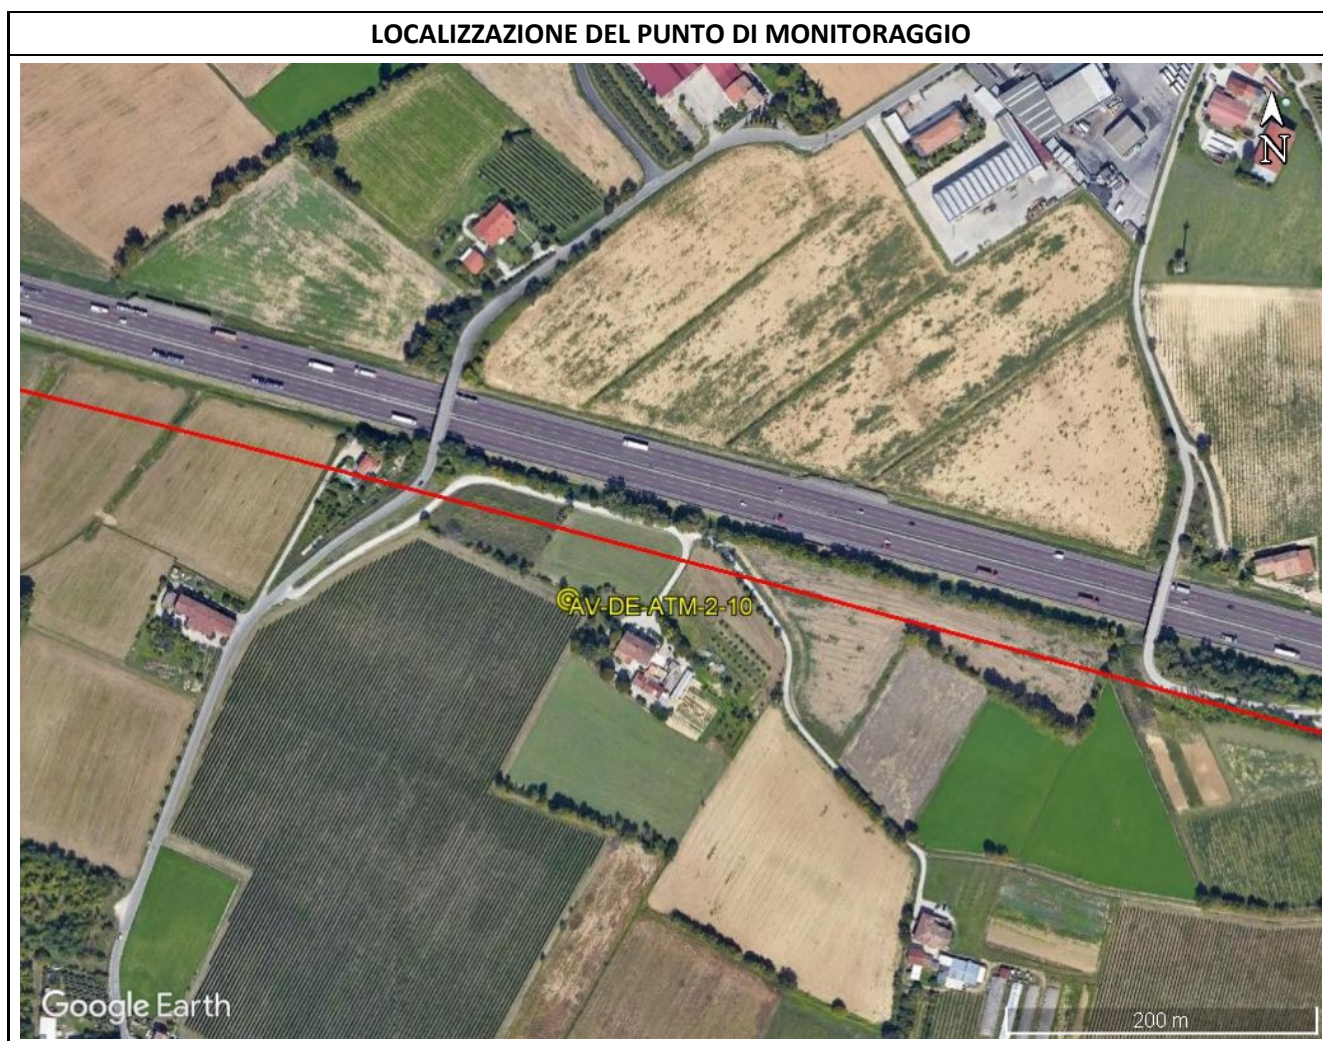 LOCALIZZAZIONE DEL PUNTO DI MONITORAGGIO
N
AV-DE-ATM-2-10
Google Earth
200 m